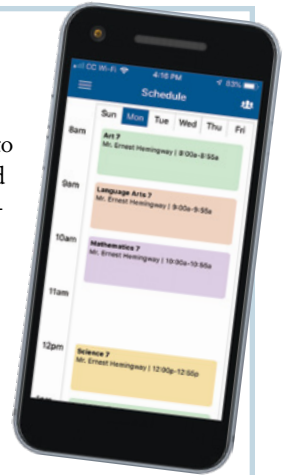 CC Wi-Fi 4:16 PM 83%
Schedule
Sun Mon Tue Wed Thu Fri
8am
Art 7
Mr. Ernest Hemingway | 8:00a-8:55a
9am
Language Arts 7
Mr. Ernest Hemingway | 9:00a-9:55a
10am
Mathematics 7
Mr. Ernest Hemingway | 10:00a-10:55a
11am
12pm
Science 7
Mr. Ernest Hemingway | 12:00p-12:55p
to